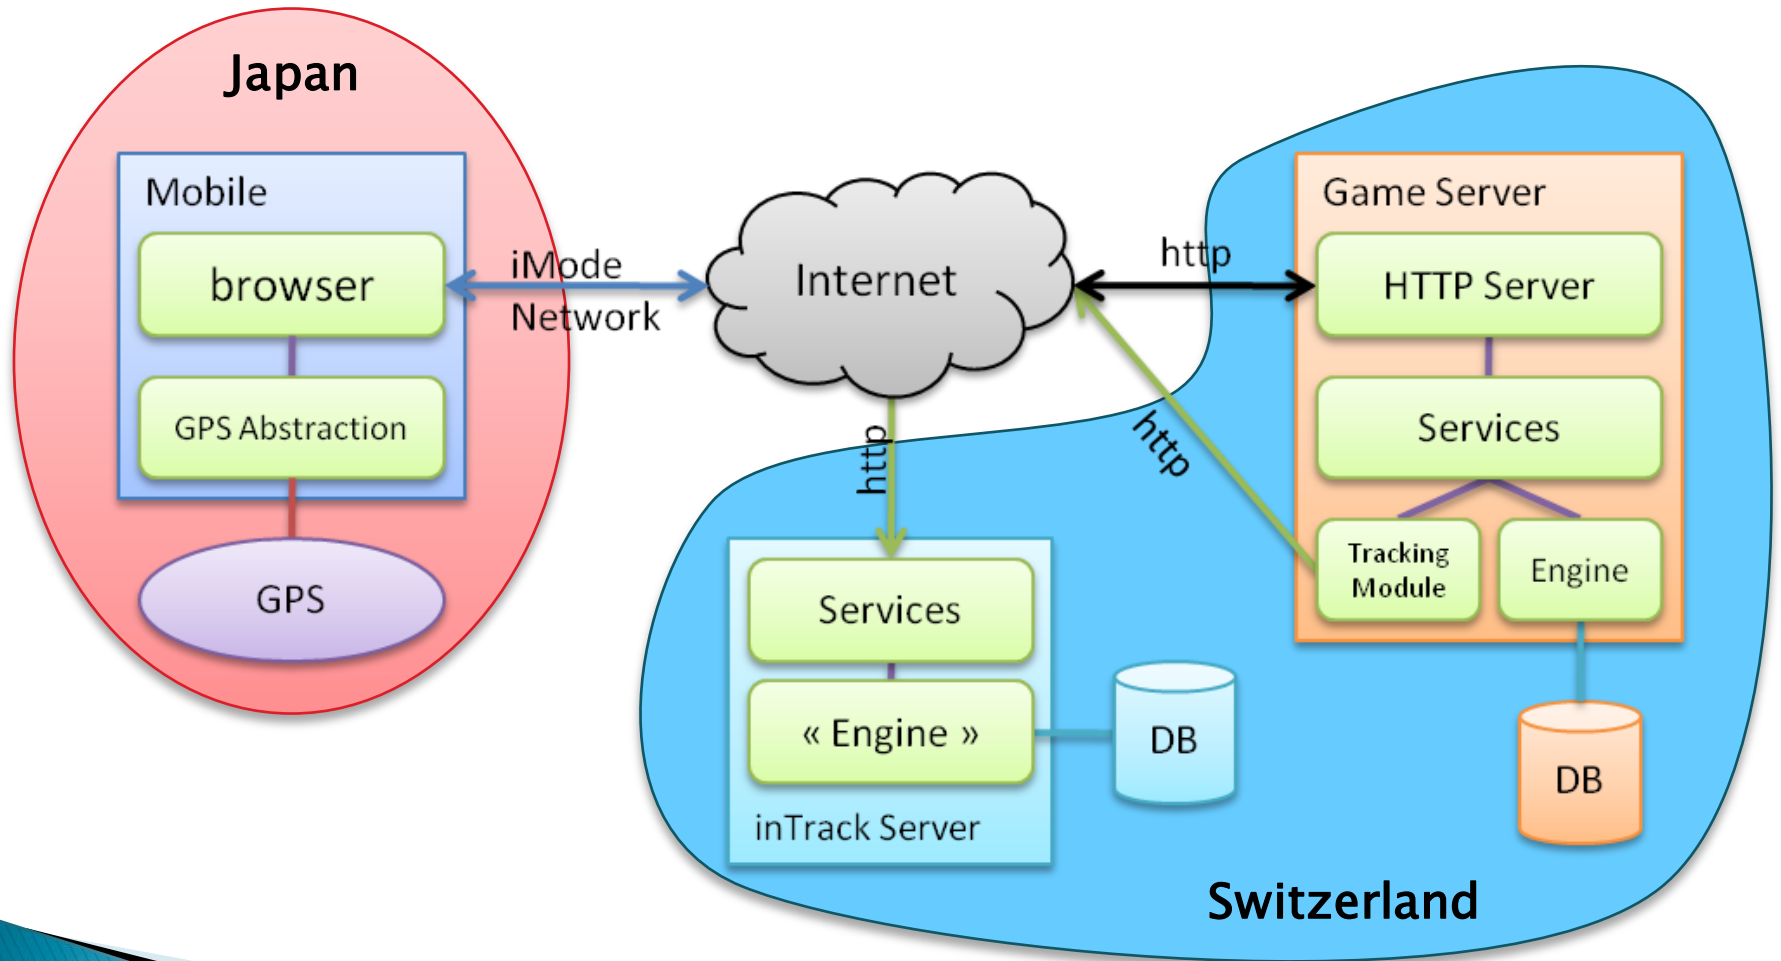 Japan
Mobile
browser
GPS Abstraction
GPS
iMode
Network
Internet
http
http
http
Game Server
HTTP Server
Services
Tracking
Module
Engine
DB
Services
« Engine »
inTrack Server
DB
Switzerland